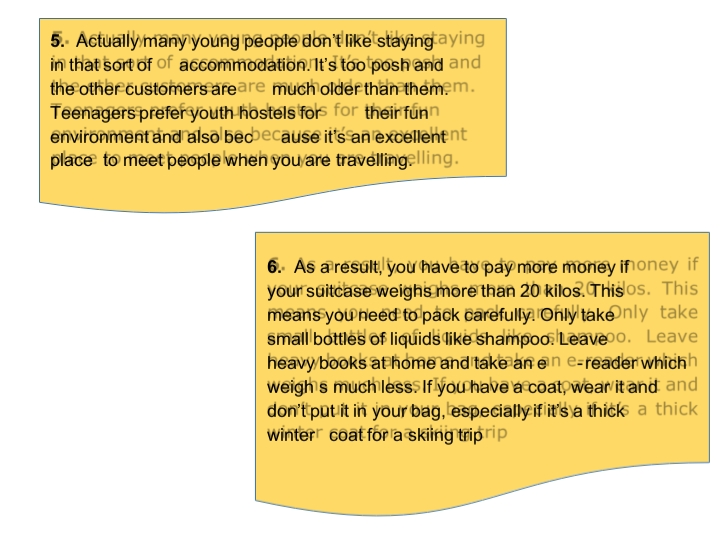 5. Actually many young people don't like staying
in that sort of accommodation. It's too posh and
the other customers are much older than them.
Teenagers prefer youth hostels for their fun
environment and also because it's an excellent
place to meet people when you are travelling.
6. As a result, you have to pay more money if
your suitcase weighs more than 20 kilos. This
means you need to pack carefully. Only take
small bottles of liquids like shampoo. Leave
heavy books at home and take an e-reader which
weighs much less. If you have a coat, wear it and
don't put it in your bag, especially if it's a thick
winter coat for a skiing trip